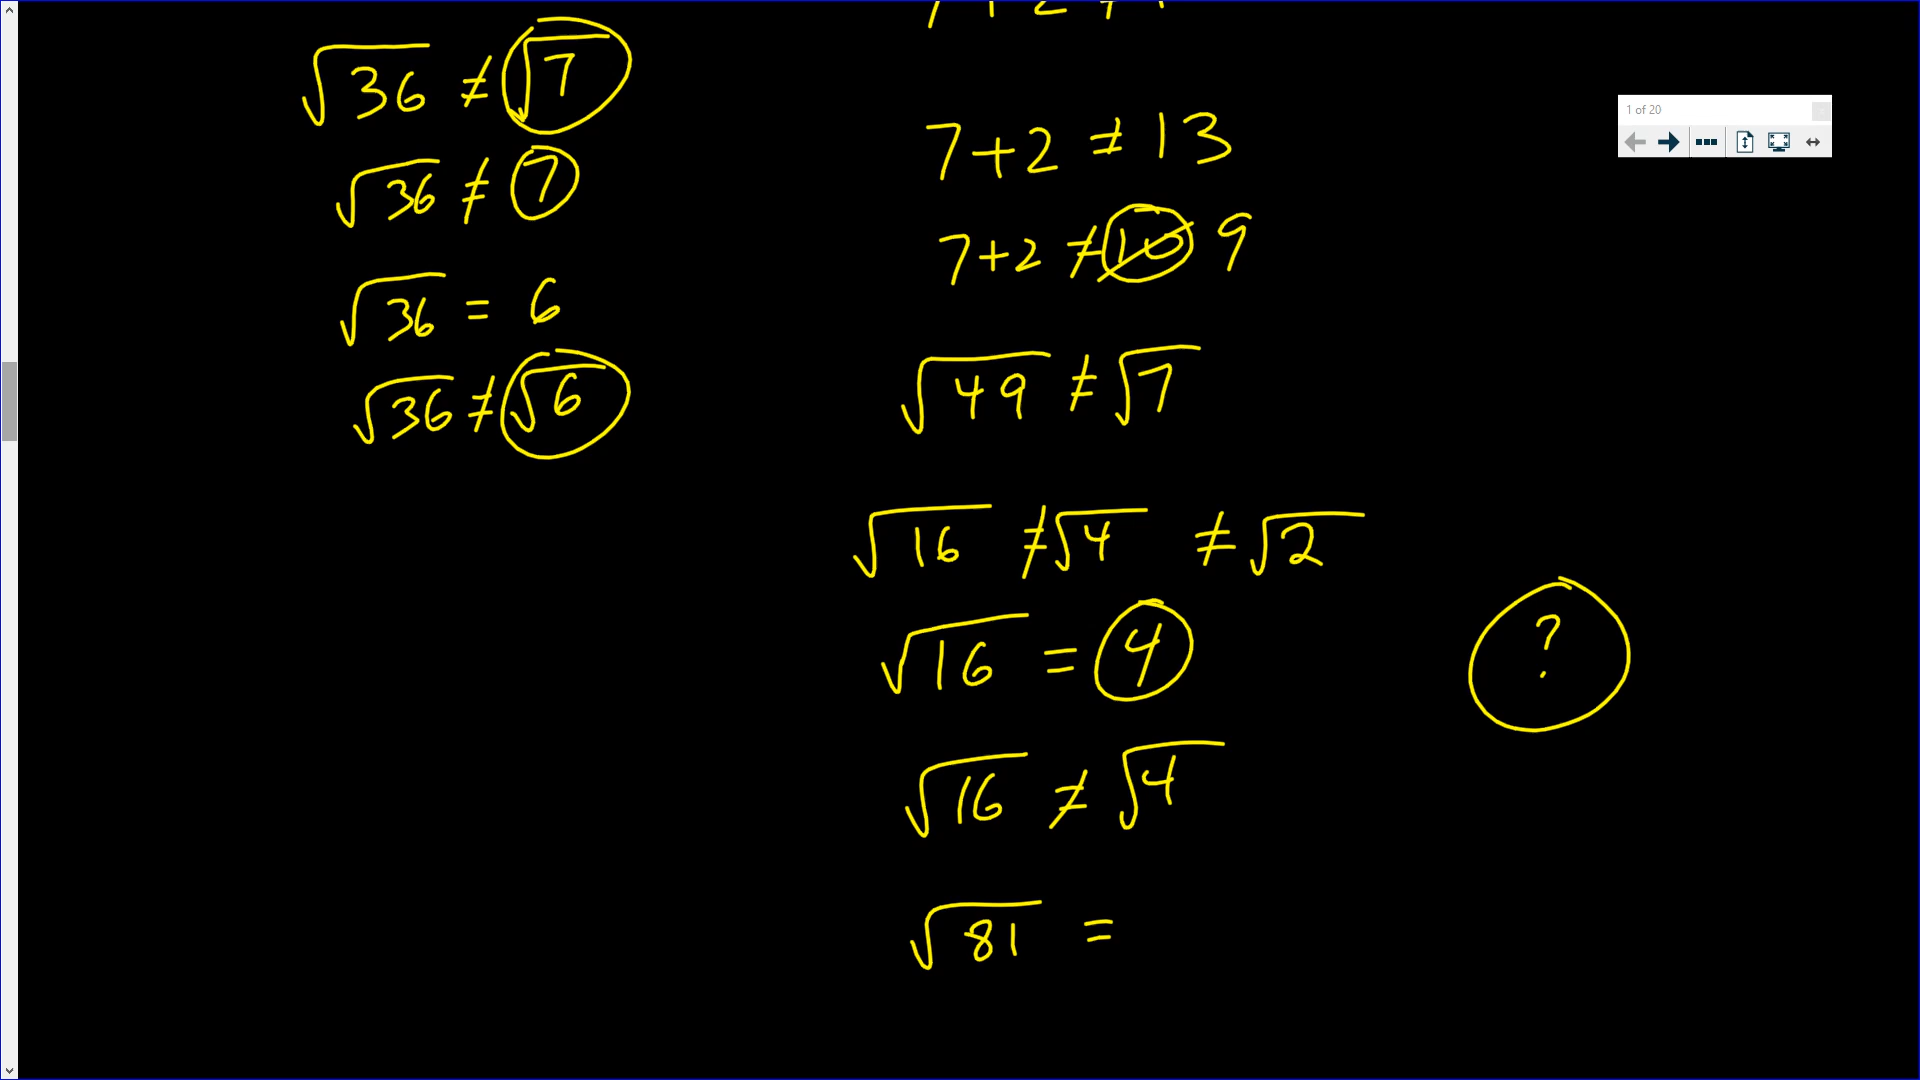 √36 ≠ √7
√36 ≠ 7
√36 = 6
√36 ≠ √6
7+2 ≠ 13
7+2 ≠ 10 9
√49 ≠ √7
√16 ≠ √4 ≠ √2
√16 = 4
?
√16 ≠ √4
√81 =
1 of 20